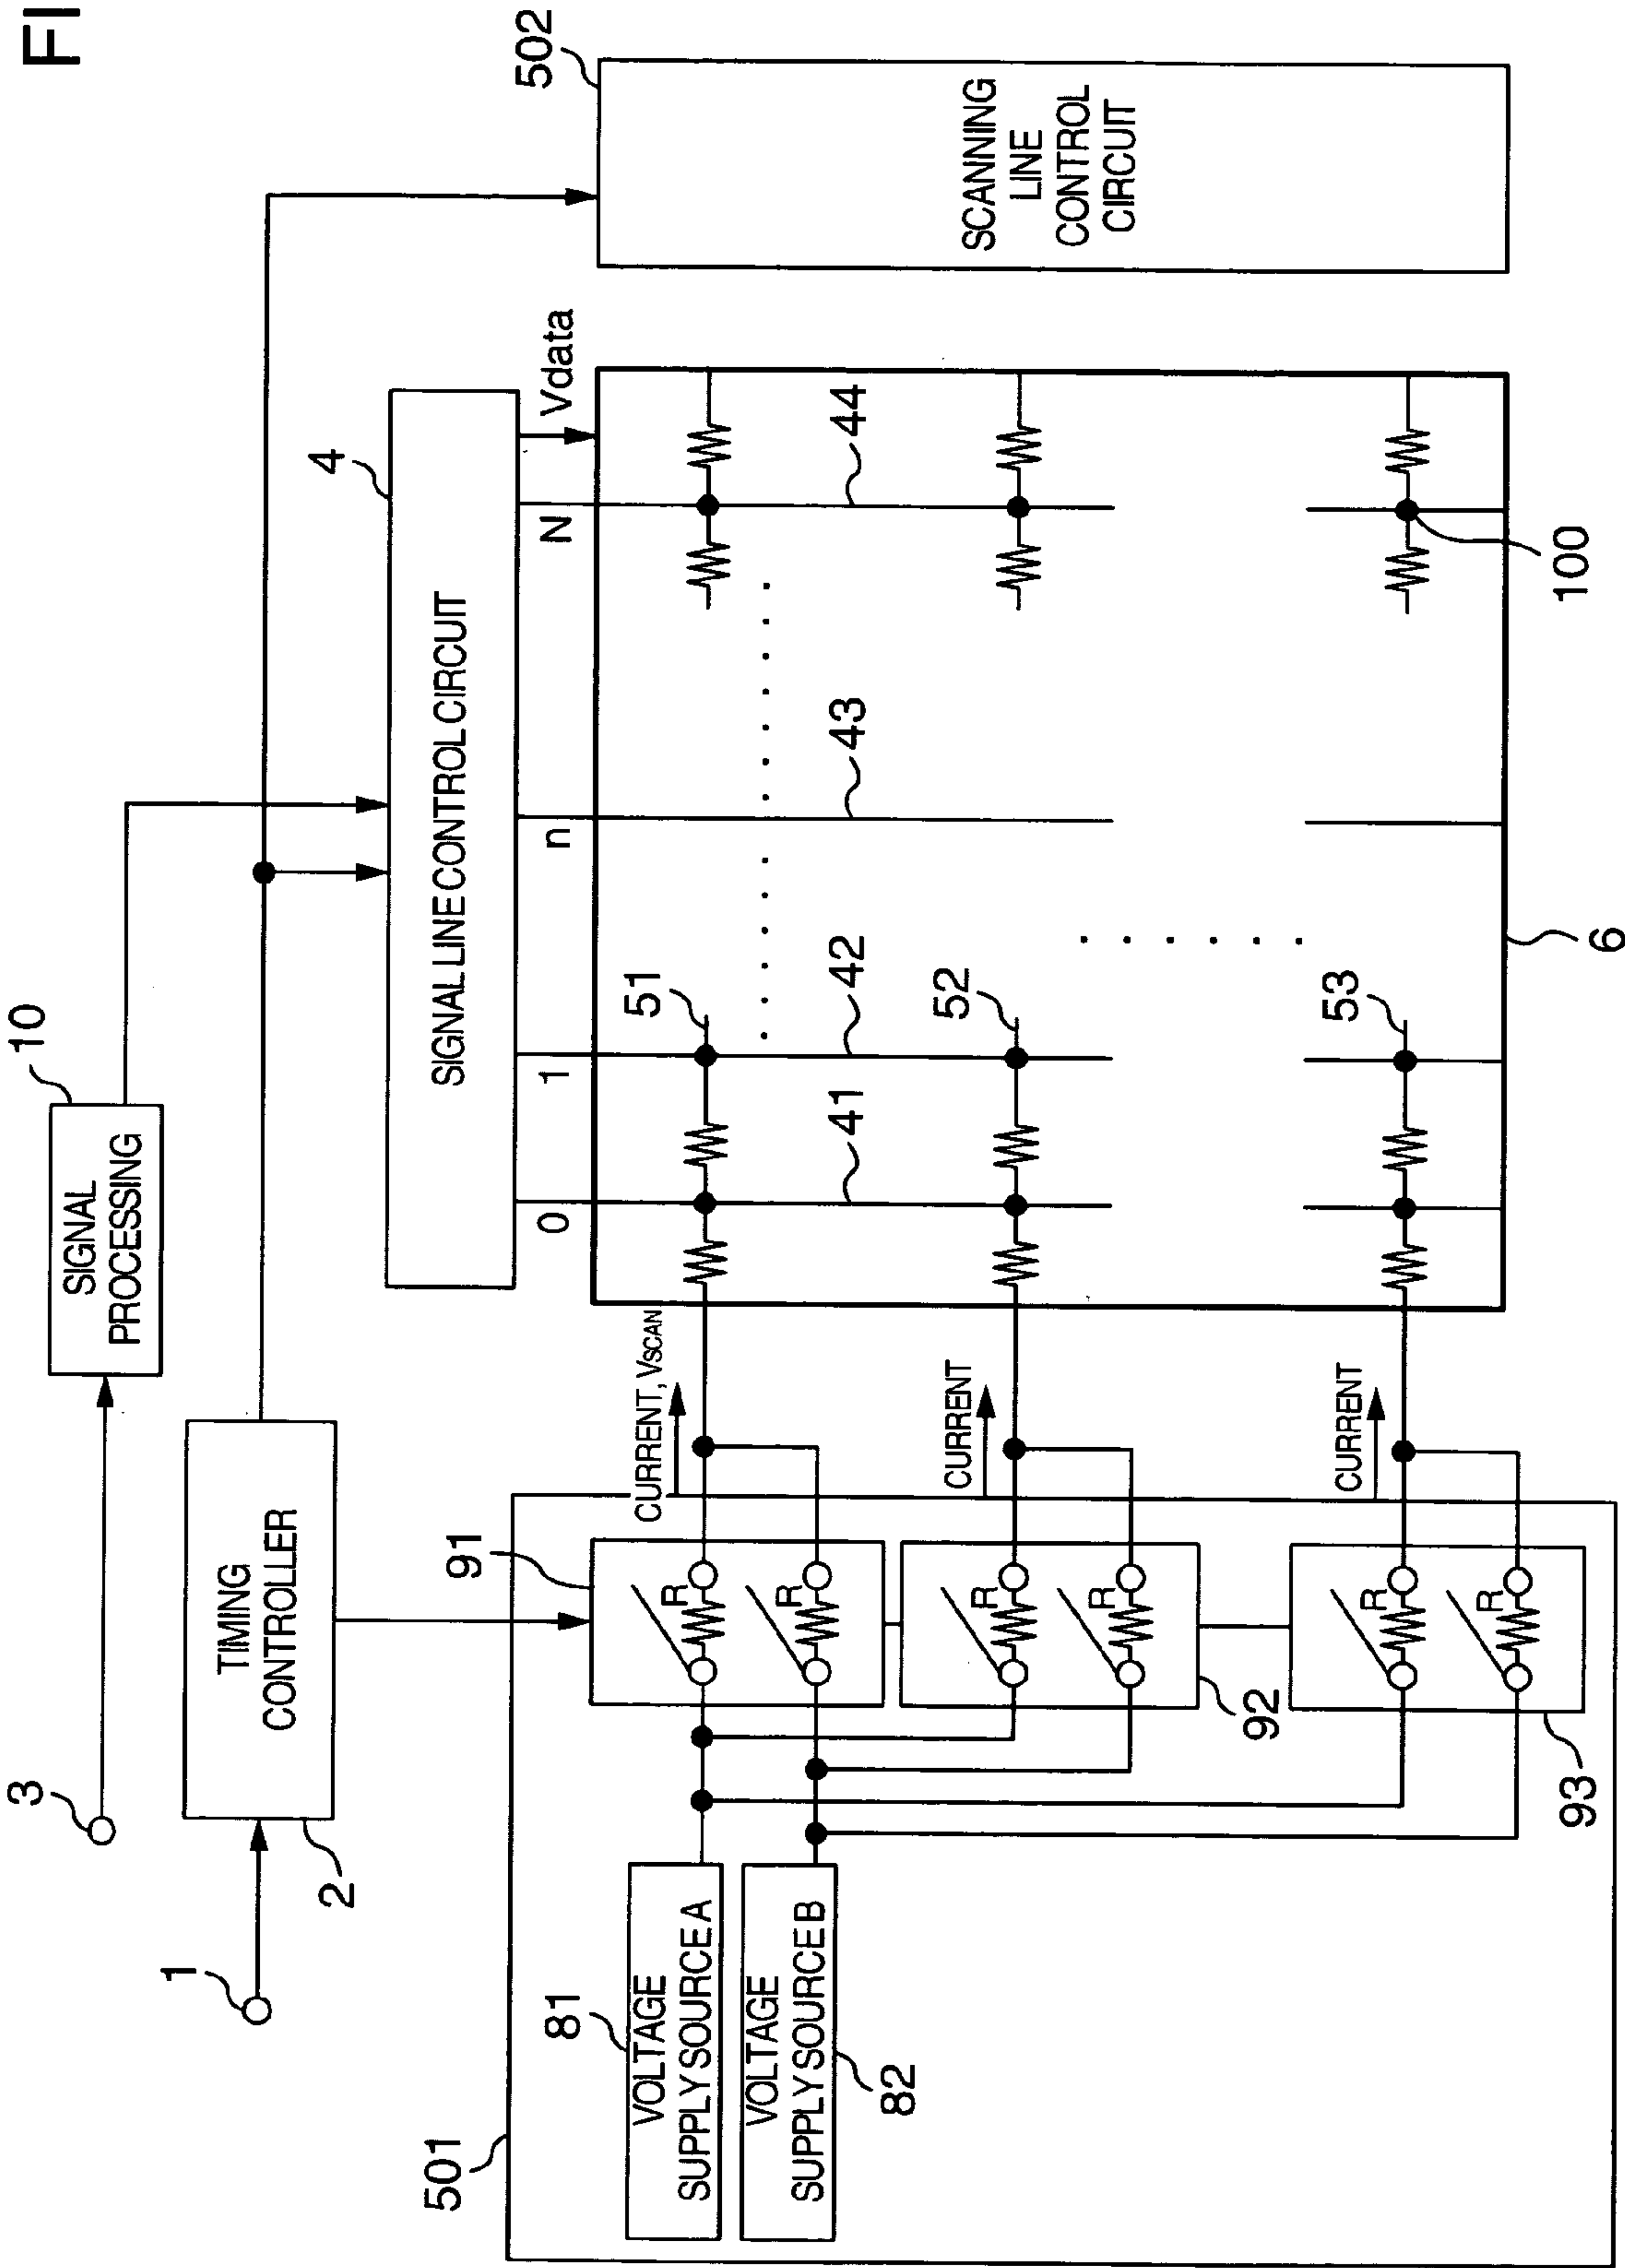 FI
3
10
SIGNAL
PROCESSING
1
2
TIMING
CONTROLLER
4
SIGNAL LINE CONTROL CIRCUIT
502
SCANNING
LINE
CONTROL
CIRCUIT
0
1
n
N
Vdata
501
81
VOLTAGE
SUPPLY SOURCE A
VOLTAGE
SUPPLY SOURCE B
82
91
R
R
92
R
R
93
R
R
CURRENT, VSCAN
CURRENT
CURRENT
51
52
53
41
42
43
44
100
6